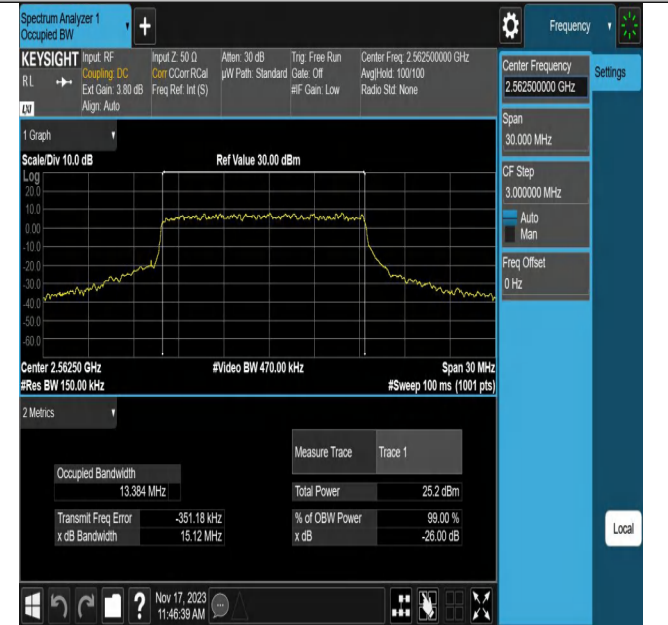 Spectrum Analyzer 1
Occupied BW
+
Frequency
KEYSIGHT
RL
LXI
Input: RF
Coupling: DC
Ext Gain: 3.80 dB
Align: Auto
Input Z: 50 Ω
Corr CCorr RCal
Freq Ref: Int (S)
Atten: 30 dB
µW Path: Standard
Trig: Free Run
Gate: Off
#IF Gain: Low
Center Freq: 2.562500000 GHz
Avg|Hold: 100/100
Radio Std: None
Center Frequency
2.562500000 GHz
Settings
Span
30.000 MHz
CF Step
3.000000 MHz
Auto
Man
Freq Offset
0 Hz
Local
1 Graph
Scale/Div 10.0 dB
Ref Value 30.00 dBm
Log
20.0
10.0
0.00
-10.0
-20.0
-30.0
-40.0
-50.0
-60.0
Center 2.56250 GHz
#Video BW 470.00 kHz
Span 30 MHz
#Res BW 150.00 kHz
#Sweep 100 ms (1001 pts)
2 Metrics
Measure Trace
Trace 1
Occupied Bandwidth
13.384 MHz
Total Power
25.2 dBm
Transmit Freq Error
-351.18 kHz
% of OBW Power
99.00 %
x dB Bandwidth
15.12 MHz
x dB
-26.00 dB
?
Nov 17, 2023
11:46:39 AM